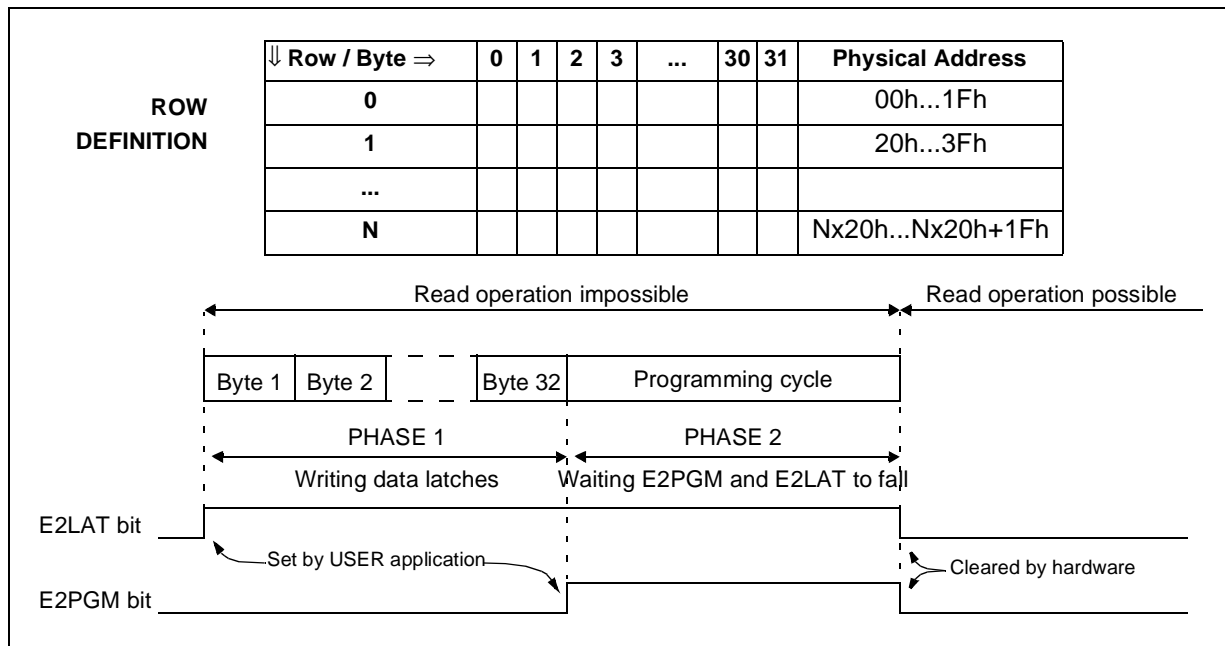 ⇓ Row / Byte ⇒ 0 1 2 3 ... 30 31 Physical Address
ROW DEFINITION
0 00h...1Fh
1 20h...3Fh
...
N Nx20h...Nx20h+1Fh
Read operation impossible Read operation possible
Byte 1 Byte 2 Byte 32 Programming cycle
PHASE 1 PHASE 2
Writing data latches Waiting E2PGM and E2LAT to fall
E2LAT bit
Set by USER application Cleared by hardware
E2PGM bit